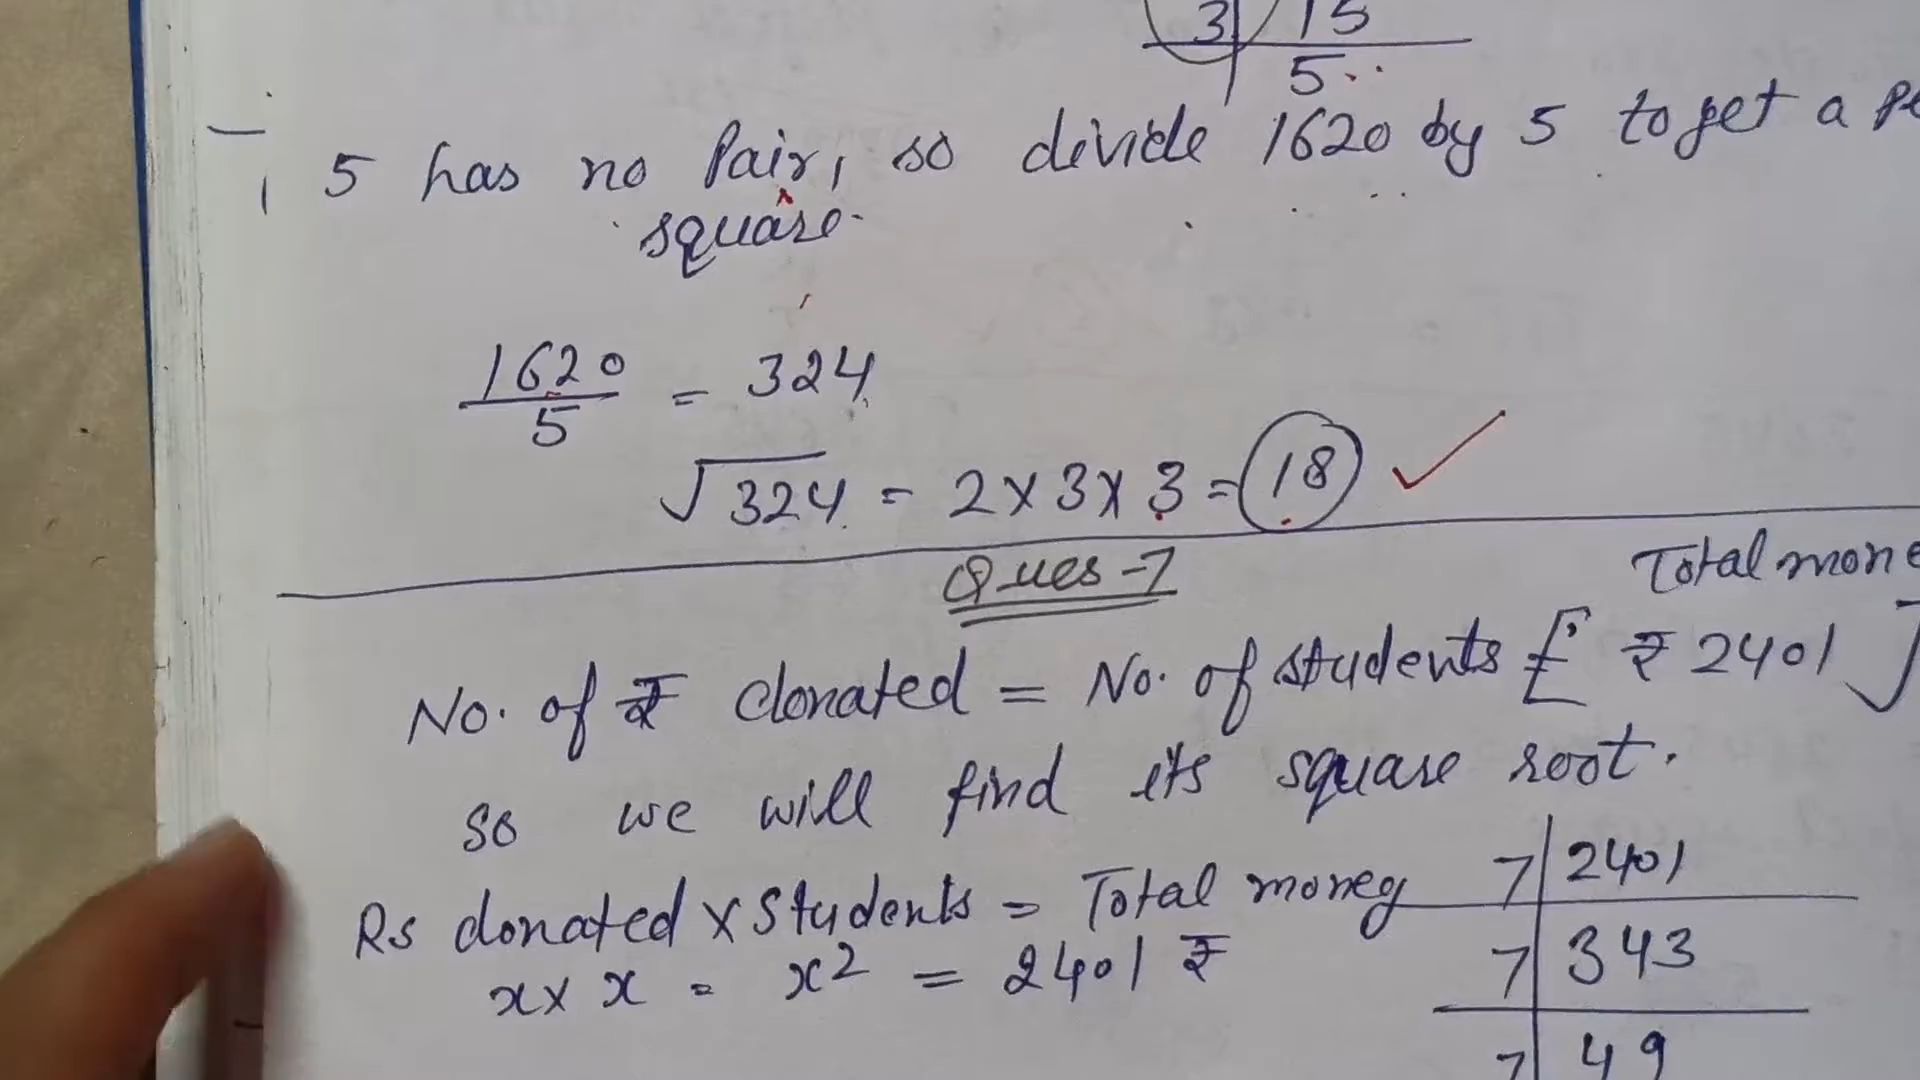 3 | 15
5
5 has no Pair, so divide 1620 by 5 to get a pe
square.
1620/5 = 324
√324 = 2 x 3 x 3 = 18 ✓
Ques-7
Total mone
No. of ₹ donated = No. of students [ ₹ 2401 ]
so we will find its square root.
7 | 2401
Rs donated x Students = Total money
7 | 343
x x x = x² = 2401 ₹
7 | 49